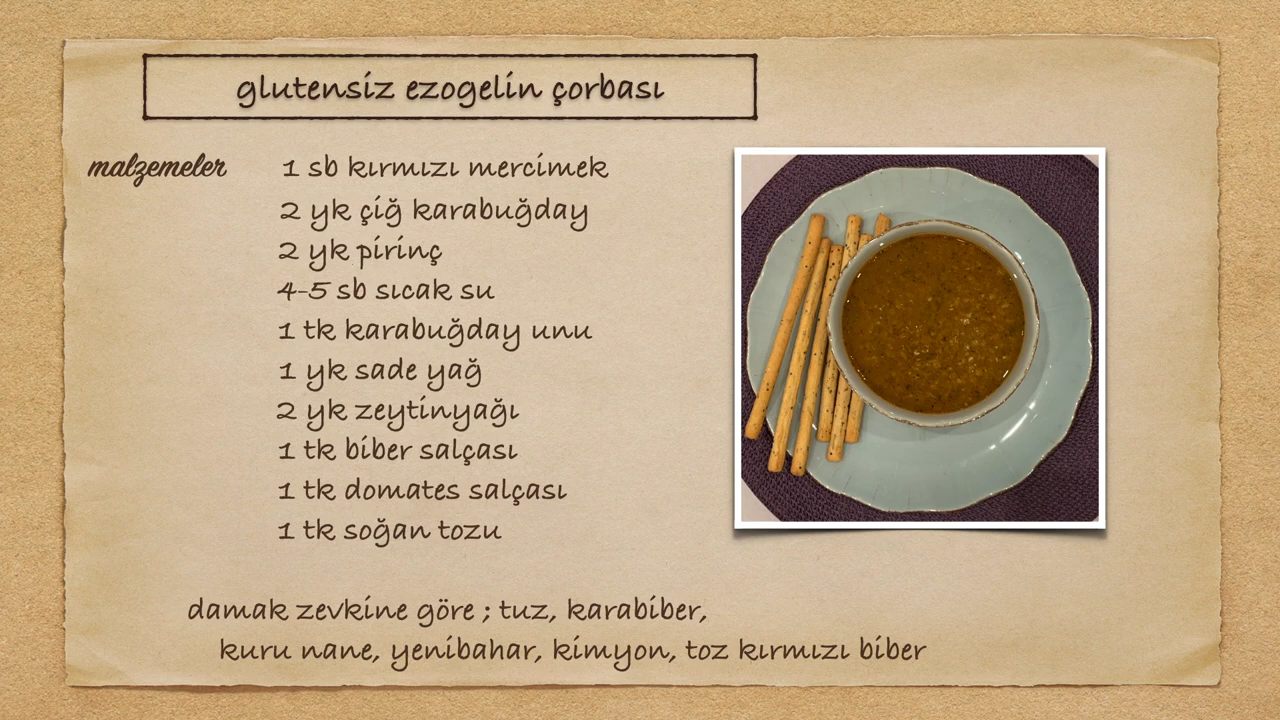 glutensiz ezogelin çorbası
malzemeler
1 sb kırmızı mercimek
2 yk çiğ karabuğday
2 yk pirinç
4-5 sb sıcak su
1 tk karabuğday unu
1 yk sade yağ
2 yk zeytinyağı
1 tk biber salçası
1 tk domates salçası
1 tk soğan tozu
damak zevkine göre ; tuz, karabiber,
kuru nane, yenibahar, kimyon, toz kırmızı biber